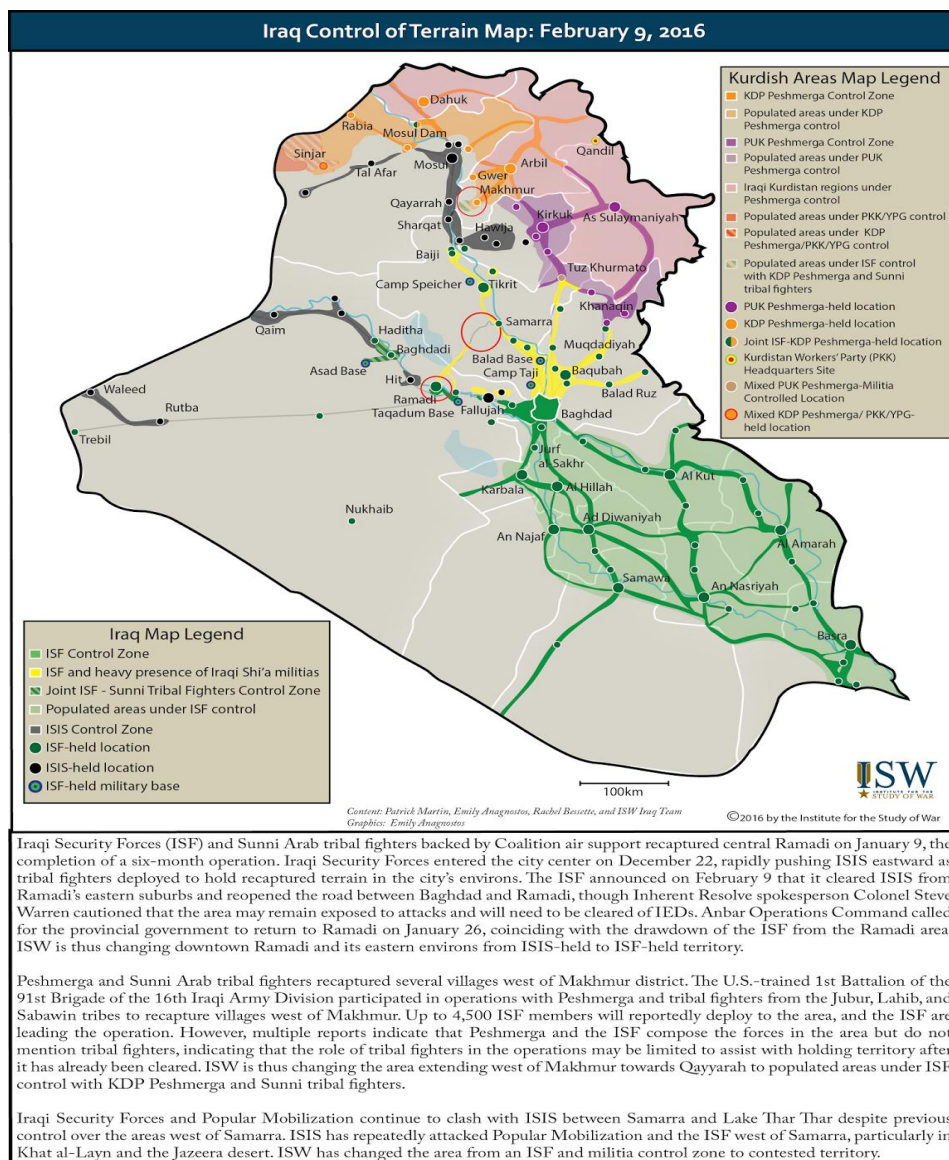 Iraq Control of Terrain Map: February 9, 2016
Kurdish Areas Map Legend
KDP Peshmerga Control Zone
Populated areas under KDP
Peshmerga control
PUK Peshmerga Control Zone
Populated areas under PUK
Peshmerga control
Iraqi Kurdistan regions under
Peshmerga control
Populated areas under PKK/YPG control
Populated areas under KDP
Peshmerga/PKK/YPG control
Populated areas under ISF control
with KDP Peshmerga and Sunni
tribal fighters
PUK Peshmerga-held location
KDP Peshmerga-held location
Joint ISF-KDP Peshmerga-held location
Kurdistan Workers' Party (PKK)
Headquarters Site
Mixed PUK Peshmerga-Militia
Controlled Location
Mixed KDP Peshmerga/ PKK/YPG-
held location
Dahuk
Rabia
Mosul Dam
Sinjar
Tal Afar
Mosul
Arbil
Qandil
Gwer
Makhmur
Qayarrah
Sharqat
Hawija
Kirkuk
As Sulaymaniyah
Baiji
Camp Speicher
Tikrit
Tuz Khurmato
Khanaqin
Qaim
Haditha
Baghdadi
Samarra
Muqdadiyah
Asad Base
Balad Base
Camp Taji
Baqubah
Waleed
Hit
Balad Ruz
Rutba
Ramadi
Taqadum Base
Fallujah
Baghdad
Trebil
Jurf
al-Sakhr
Karbala
Al Hillah
Al Kut
Nukhaib
Ad Diwaniyah
An Najaf
Al Amarah
Samawa
An Nasriyah
Basra
Iraq Map Legend
ISF Control Zone
ISF and heavy presence of Iraqi Shi'a militias
Joint ISF - Sunni Tribal Fighters Control Zone
Populated areas under ISF control
ISIS Control Zone
ISF-held location
ISIS-held location
ISF-held military base
100km
ISW
INSTITUTE FOR THE
STUDY OF WAR
Content: Patrick Martin, Emily Anagnostos, Rachel Bessette, and ISW Iraq Team
Graphics: Emily Anagnostos
©2016 by the Institute for the Study of War
Iraqi Security Forces (ISF) and Sunni Arab tribal fighters backed by Coalition air support recaptured central Ramadi on January 9, the
completion of a six-month operation. Iraqi Security Forces entered the city center on December 22, rapidly pushing ISIS eastward as
tribal fighters deployed to hold recaptured terrain in the city's environs. The ISF announced on February 9 that it cleared ISIS from
Ramadi's eastern suburbs and reopened the road between Baghdad and Ramadi, though Inherent Resolve spokesperson Colonel Steve
Warren cautioned that the area may remain exposed to attacks and will need to be cleared of IEDs. Anbar Operations Command called
for the provincial government to return to Ramadi on January 26, coinciding with the drawdown of the ISF from the Ramadi area
ISW is thus changing downtown Ramadi and its eastern environs from ISIS-held to ISF-held territory.
Peshmerga and Sunni Arab tribal fighters recaptured several villages west of Makhmur district. The U.S.-trained 1st Battalion of the
91st Brigade of the 16th Iraqi Army Division participated in operations with Peshmerga and tribal fighters from the Jubur, Lahib, and
Sabawin tribes to recapture villages west of Makhmur. Up to 4,500 ISF members will reportedly deploy to the area, and the ISF are
leading the operation. However, multiple reports indicate that Peshmerga and the ISF compose the forces in the area but do not
mention tribal fighters, indicating that the role of tribal fighters in the operations may be limited to assist with holding territory after
it has already been cleared. ISW is thus changing the area extending west of Makhmur towards Qayyarah to populated areas under ISF
control with KDP Peshmerga and Sunni tribal fighters.
Iraqi Security Forces and Popular Mobilization continue to clash with ISIS between Samarra and Lake Thar Thar despite previous
control over the areas west of Samarra. ISIS has repeatedly attacked Popular Mobilization and the ISF west of Samarra, particularly in
Khat al-Layn and the Jazeera desert. ISW has changed the area from an ISF and militia control zone to contested territory.